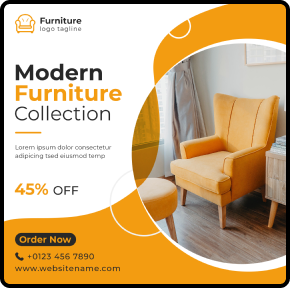 Furniture
logo tagline
Modern
Furniture
Collection
Lorem ipsum dolor consectetur
adipicing tsed eiusmod temp
45% OFF
Order Now
+0123 456 7890
www.websitename.com